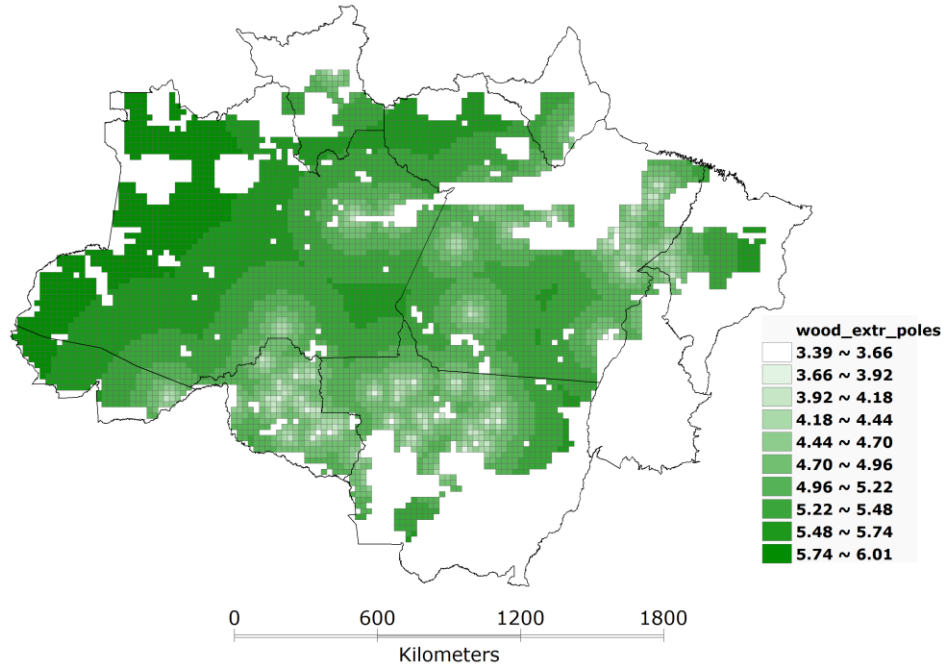 wood_extr_poles
3.39 ~ 3.66
3.66 ~ 3.92
3.92 ~ 4.18
4.18 ~ 4.44
4.44 ~ 4.70
4.70 ~ 4.96
4.96 ~ 5.22
5.22 ~ 5.48
5.48 ~ 5.74
5.74 ~ 6.01
0 600 1200 1800
Kilometers